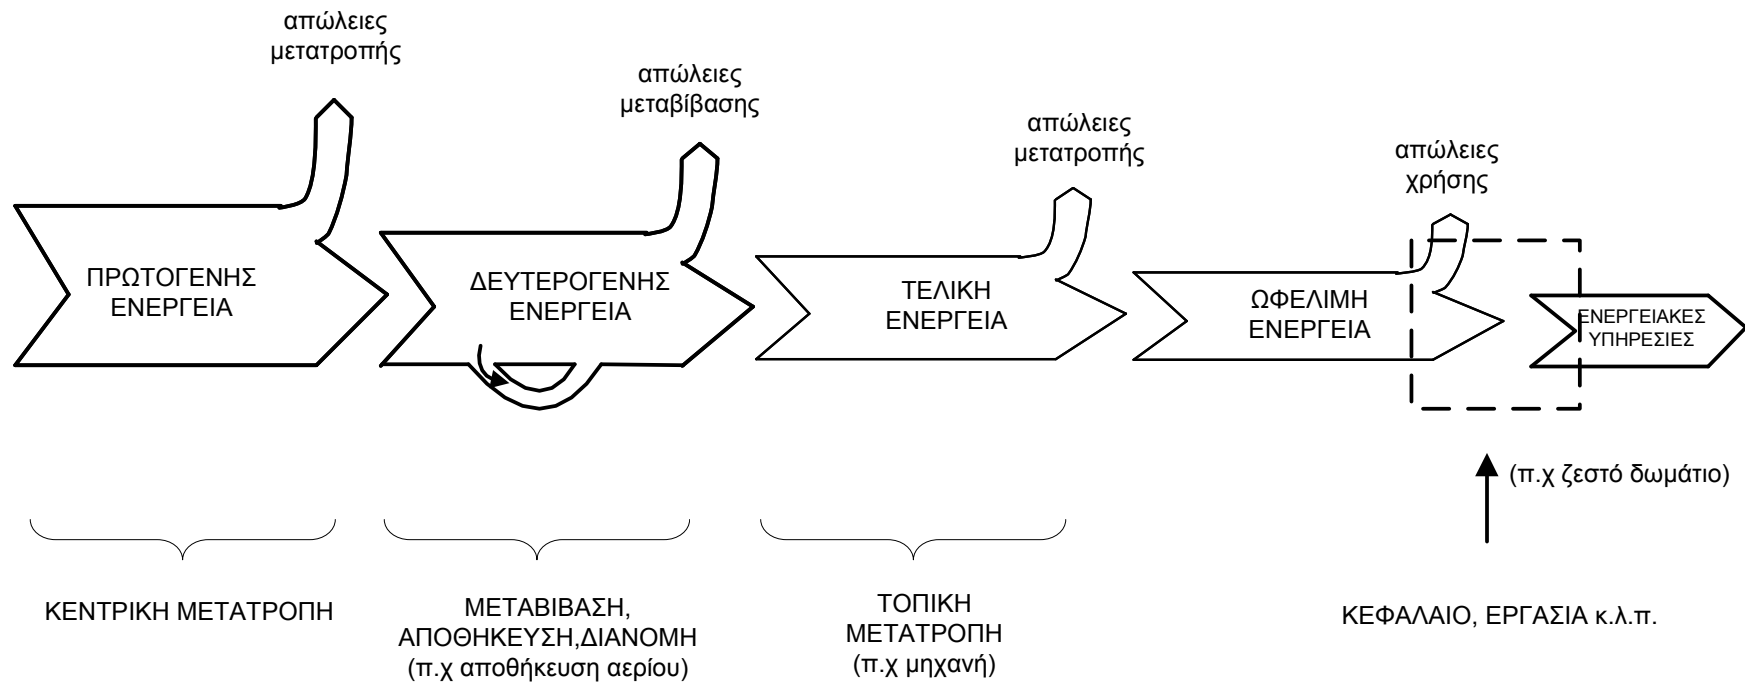 απώλειες
μετατροπής
απώλειες
μεταβίβασης
απώλειες
μετατροπής
απώλειες
χρήσης
ΠΡΩΤΟΓΕΝΗΣ
ΕΝΕΡΓΕΙΑ
ΔΕΥΤΕΡΟΓΕΝΗΣ
ΕΝΕΡΓΕΙΑ
ΤΕΛΙΚΗ
ΕΝΕΡΓΕΙΑ
ΩΦΕΛΙΜΗ
ΕΝΕΡΓΕΙΑ
ΕΝΕΡΓΕΙΑΚΕΣ
ΥΠΗΡΕΣΙΕΣ
(π.χ ζεστό δωμάτιο)
ΚΕΝΤΡΙΚΗ ΜΕΤΑΤΡΟΠΗ
ΜΕΤΑΒΙΒΑΣΗ,
ΑΠΟΘΗΚΕΥΣΗ,ΔΙΑΝΟΜΗ
(π.χ αποθήκευση αερίου)
ΤΟΠΙΚΗ
ΜΕΤΑΤΡΟΠΗ
(π.χ μηχανή)
ΚΕΦΑΛΑΙΟ, ΕΡΓΑΣΙΑ κ.λ.π.